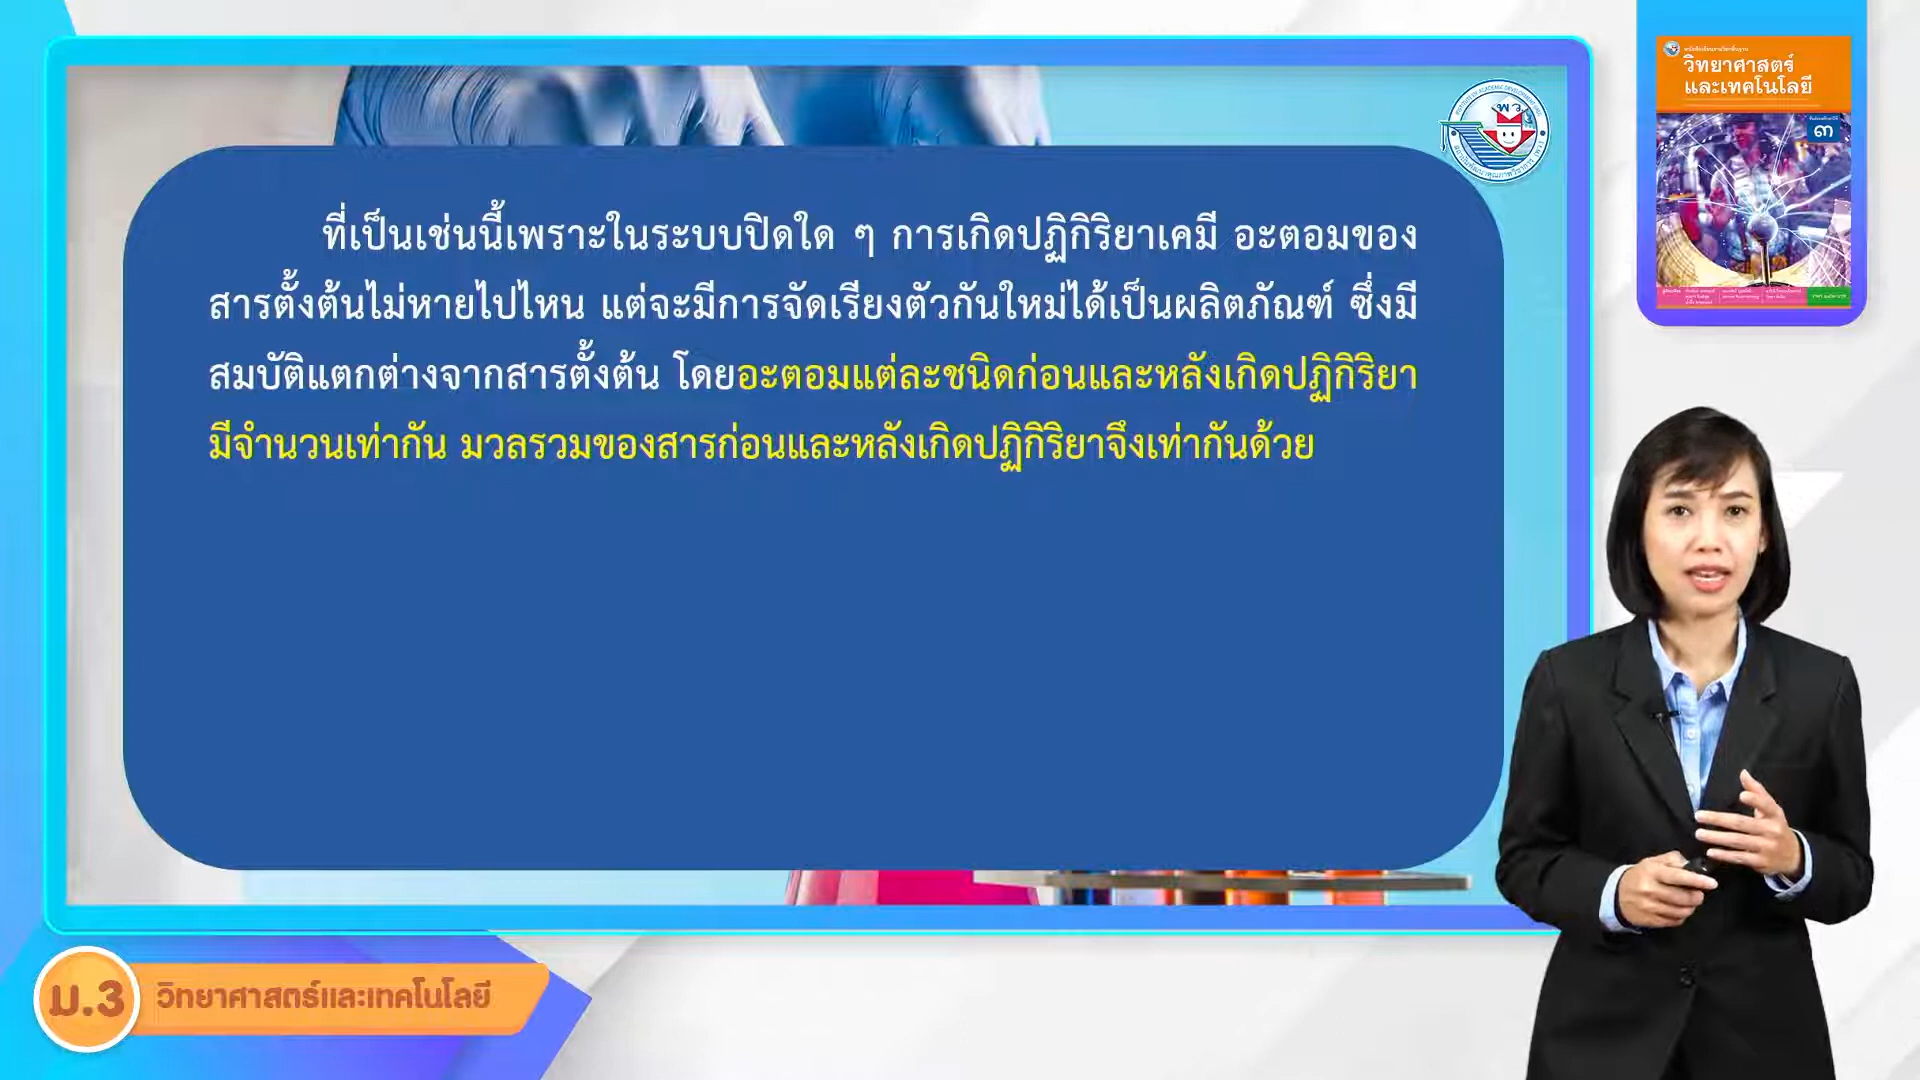 ที่เป็นเช่นนี้เพราะในระบบปิดใด ๆ การเกิดปฏิกิริยาเคมี อะตอมของ
สารตั้งต้นไม่หายไปไหน แต่จะมีการจัดเรียงตัวกันใหม่ได้เป็นผลิตภัณฑ์ ซึ่งมี
สมบัติแตกต่างจากสารตั้งต้น โดยอะตอมแต่ละชนิดก่อนและหลังเกิดปฏิกิริยา
มีจำนวนเท่ากัน มวลรวมของสารก่อนและหลังเกิดปฏิกิริยาจึงเท่ากันด้วย
พว
วิทยาศาสตร์
และเทคโนโลยี
๓
ม.3 วิทยาศาสตร์และเทคโนโลยี